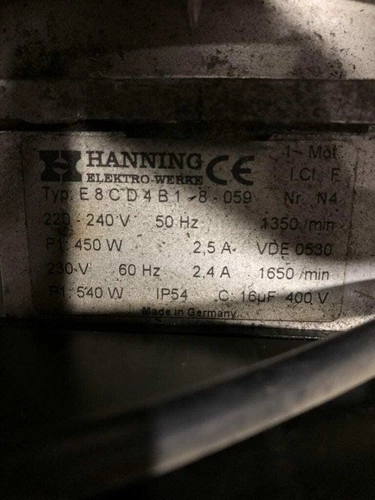 HANNING CE 1~ Mot.
ELEKTRO-WERKE I.Cl. F
Typ. E8CD4B1-8-059 Nr. N4
220-240 V 50 Hz 1350 /min
P1: 450 W 2,5 A VDE 0530
230-V 60 Hz 2,4 A 1650 /min
P1: 540 W IP54 C 16µF 400 V
Made in Germany